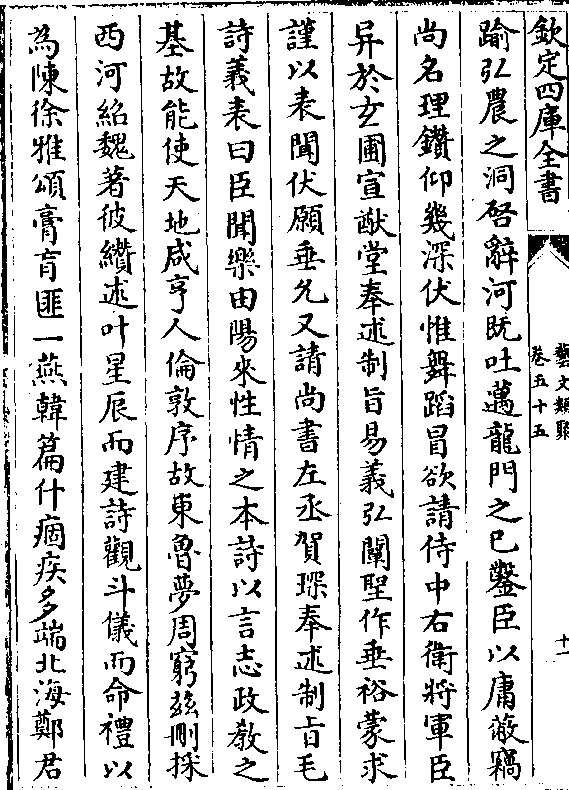 欽定四庫全書
藝文類聚
卷五十五
十一
踰弘農之洞啓辭河既吐邁龍門之已鑿臣以庸蔽竊
尚名理鑽仰幾深伏惟舞蹈冒欲請侍中右衛將軍臣
异於玄圃宣猷堂奉述制旨易義弘闡聖作垂裕蒙求
謹以表聞伏願垂允又請尚書左丞賀琛奉述制旨毛
詩義表曰臣聞樂由陽來性情之本詩以言志政教之
基故能使天地咸亨人倫敦序故東魯夢周窮兹刪採
西河紹魏著彼纘述叶星辰而建詩觀斗儀而命禮以
為陳徐雅頌膏肓匪一燕韓篇什痼疾多端北海鄭君